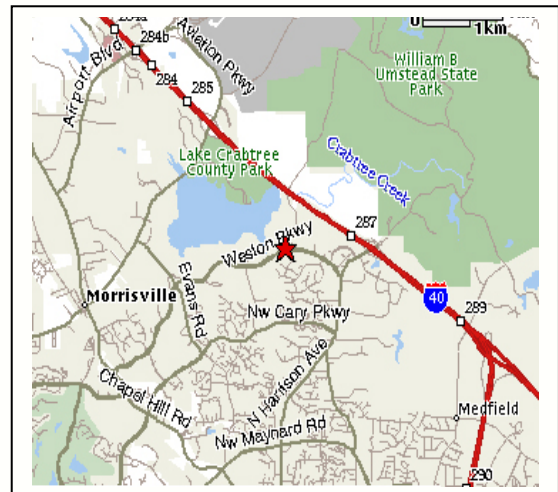 284a
0
1km
284b
Aviation Pkwy
Airport Blvd
284
285
William B
Umstead State
Park
Lake Crabtree
County Park
Crabtree Creek
287
Weston Pkwy
Evans Rd
40
289
Morrisville
Nw Cary Pkwy
N Harrison Ave
Chapel Hill Rd
Medfield
Nw Maynard Rd
290